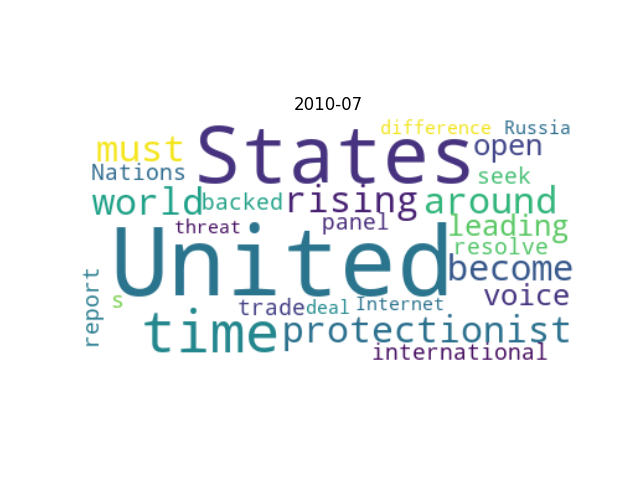 2010-07
difference Russia
must States open
Nations seek
world backed rising around
threat panel leading
United resolve
become
report s trade deal Internet voice
time protectionist
international